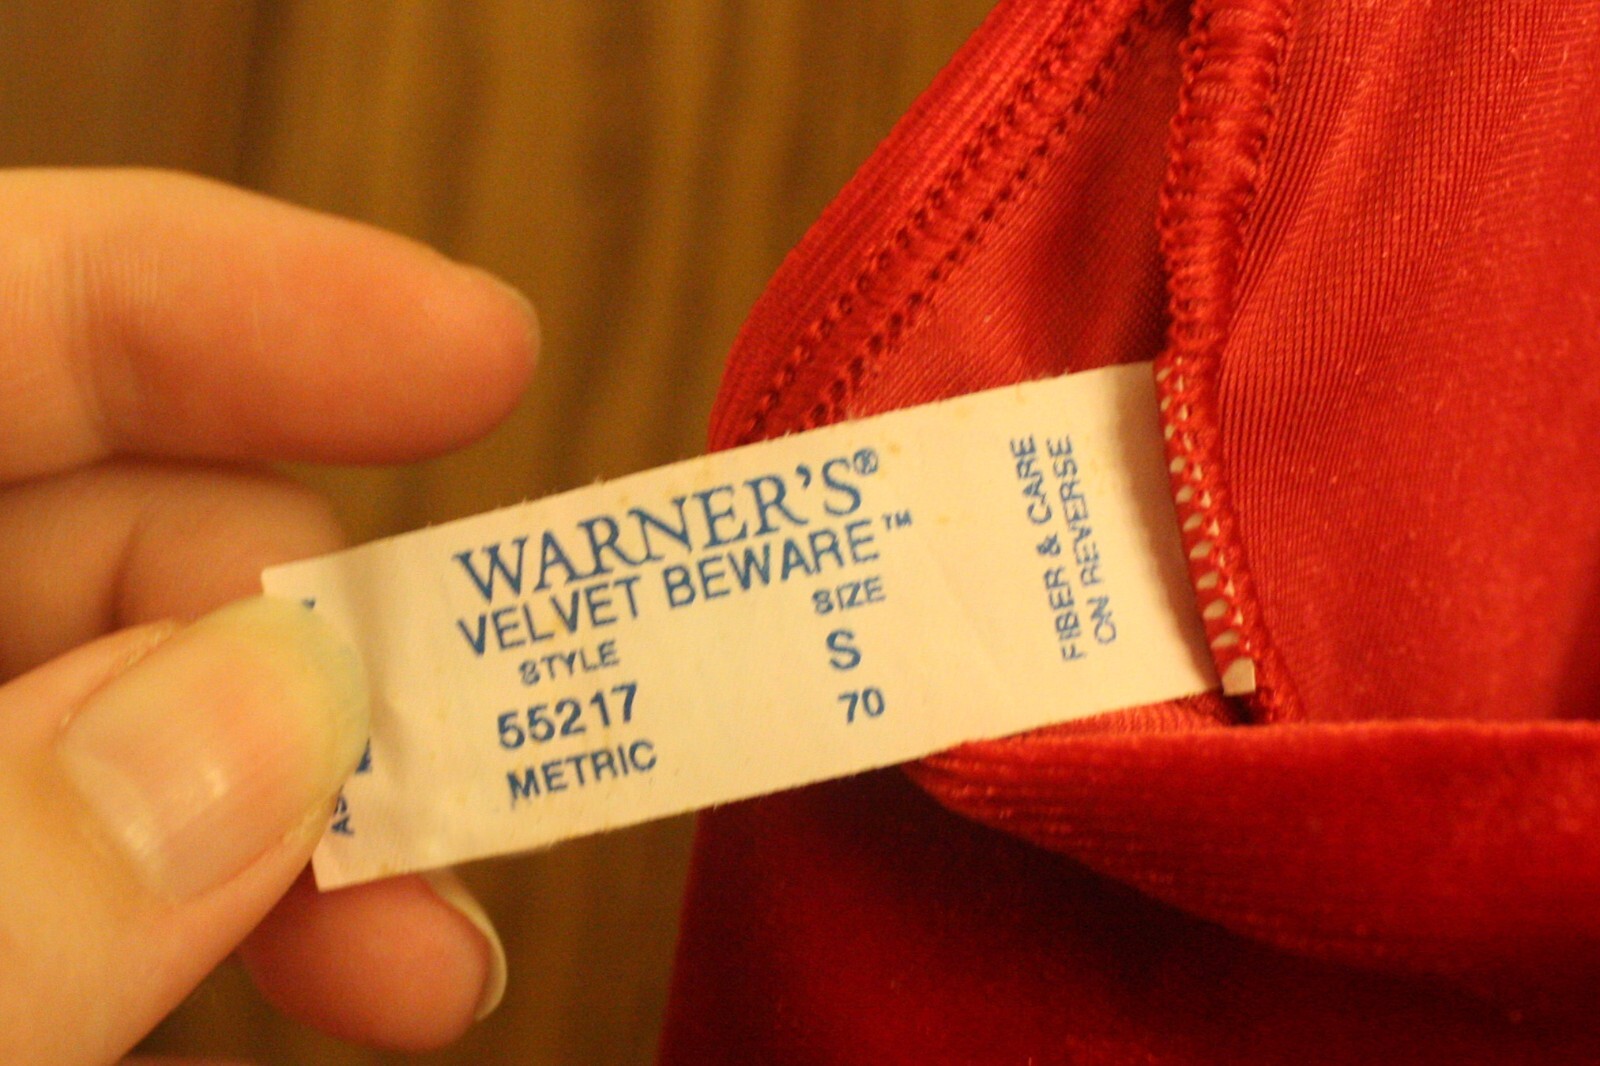 WARNER'S®
VELVET BEWARE™
STYLE SIZE
55217 S
METRIC 70
FIBER & CARE
ON REVERSE